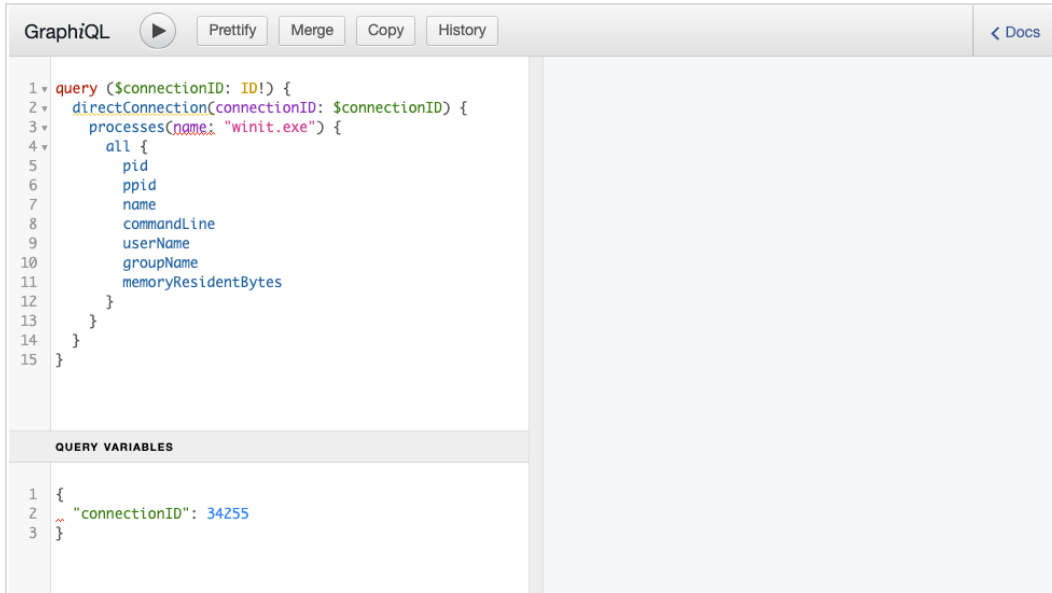 GraphiQL Prettify Merge Copy History < Docs
1 query ($connectionID: ID!) {
2 directConnection(connectionID: $connectionID) {
3 processes(name: "winit.exe") {
4 all {
5 pid
6 ppid
7 name
8 commandLine
9 userName
10 groupName
11 memoryResidentBytes
12 }
13 }
14 }
15 }
QUERY VARIABLES
1 {
2 "connectionID": 34255
3 }